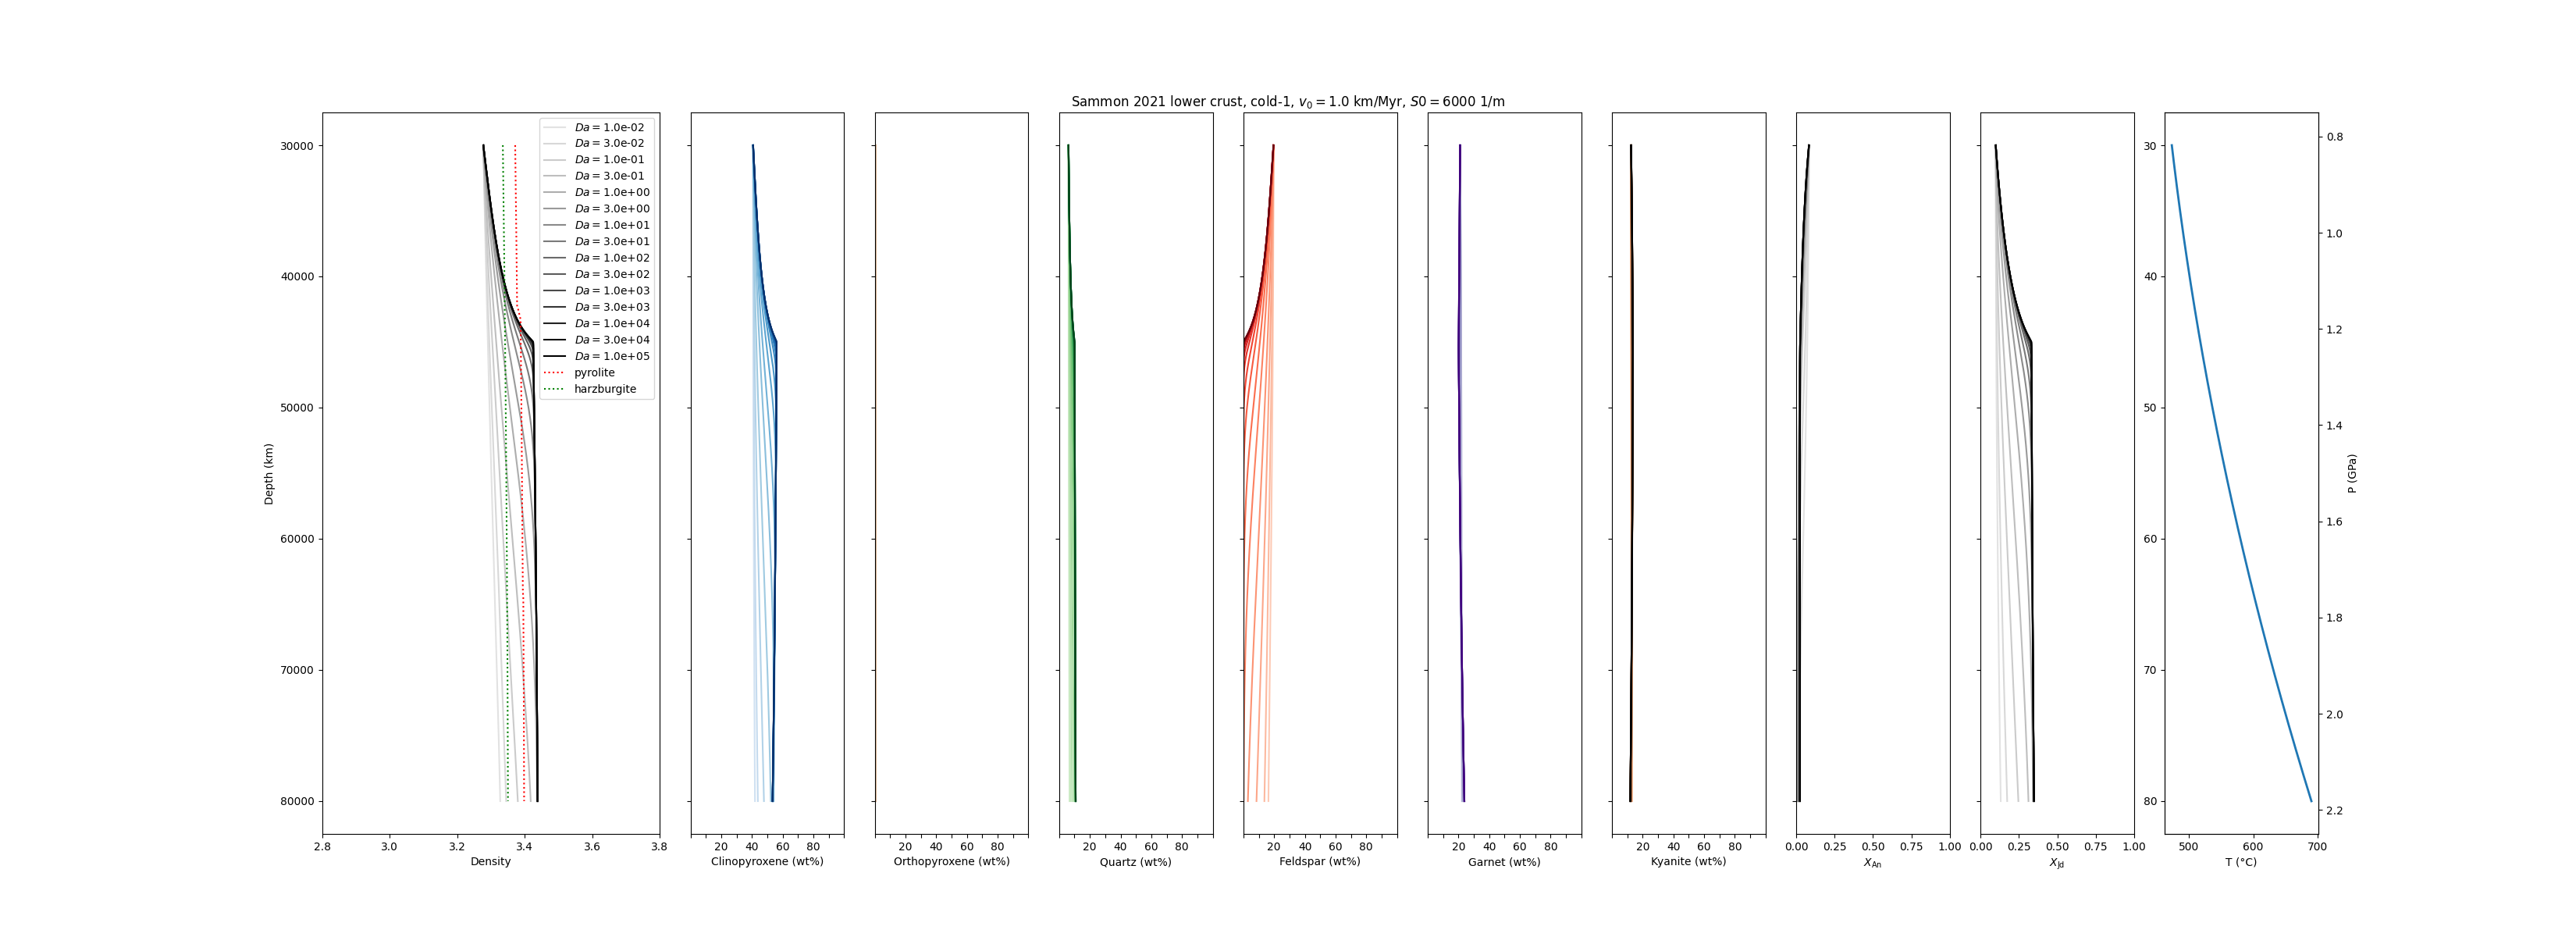 Sammon 2021 lower crust, cold-1, v₀ = 1.0 km/Myr, S0 = 6000 1/m
Da = 1.0e-02
Da = 3.0e-02
Da = 1.0e-01
Da = 3.0e-01
Da = 1.0e+00
Da = 3.0e+00
Da = 1.0e+01
Da = 3.0e+01
Da = 1.0e+02
Da = 3.0e+02
Da = 1.0e+03
Da = 3.0e+03
Da = 1.0e+04
Da = 3.0e+04
Da = 1.0e+05
pyrolite
harzburgite
Depth (km)
30000
40000
50000
60000
70000
80000
2.8 3.0 3.2 3.4 3.6 3.8
Density
20 40 60 80
Clinopyroxene (wt%)
20 40 60 80
Orthopyroxene (wt%)
20 40 60 80
Quartz (wt%)
20 40 60 80
Feldspar (wt%)
20 40 60 80
Garnet (wt%)
20 40 60 80
Kyanite (wt%)
0.00 0.25 0.50 0.75 1.00
X_An
0.00 0.25 0.50 0.75 1.00
X_Jd
30
40
50
60
70
80
500 600 700
T (°C)
0.8
1.0
1.2
1.4
1.6
1.8
2.0
2.2
P (GPa)